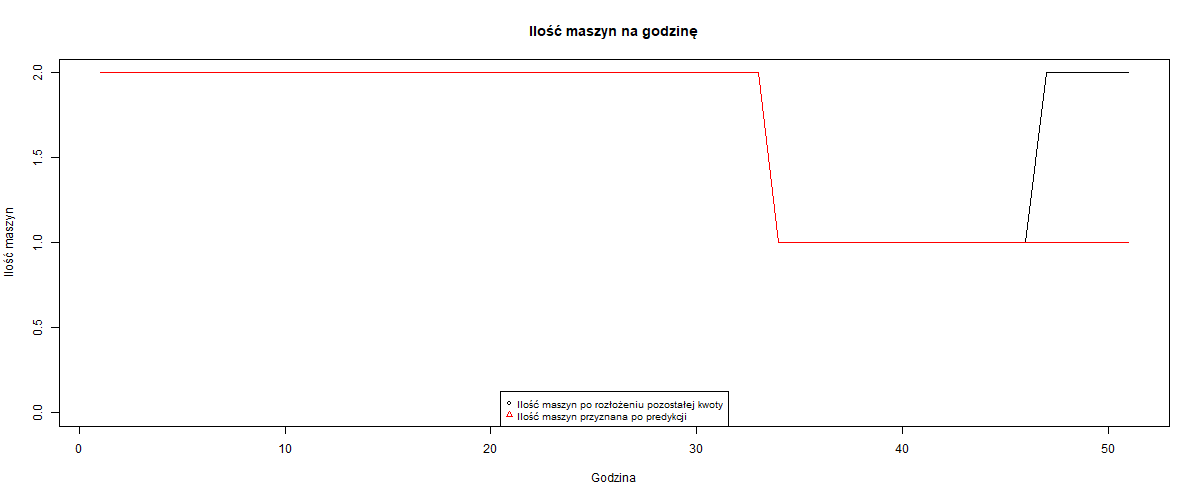 Ilość maszyn na godzinę
Ilość maszyn
2.0
1.5
1.0
0.5
0.0
Ilość maszyn po rozłożeniu pozostałej kwoty
Ilość maszyn przyznana po predykcji
0 10 20 30 40 50
Godzina